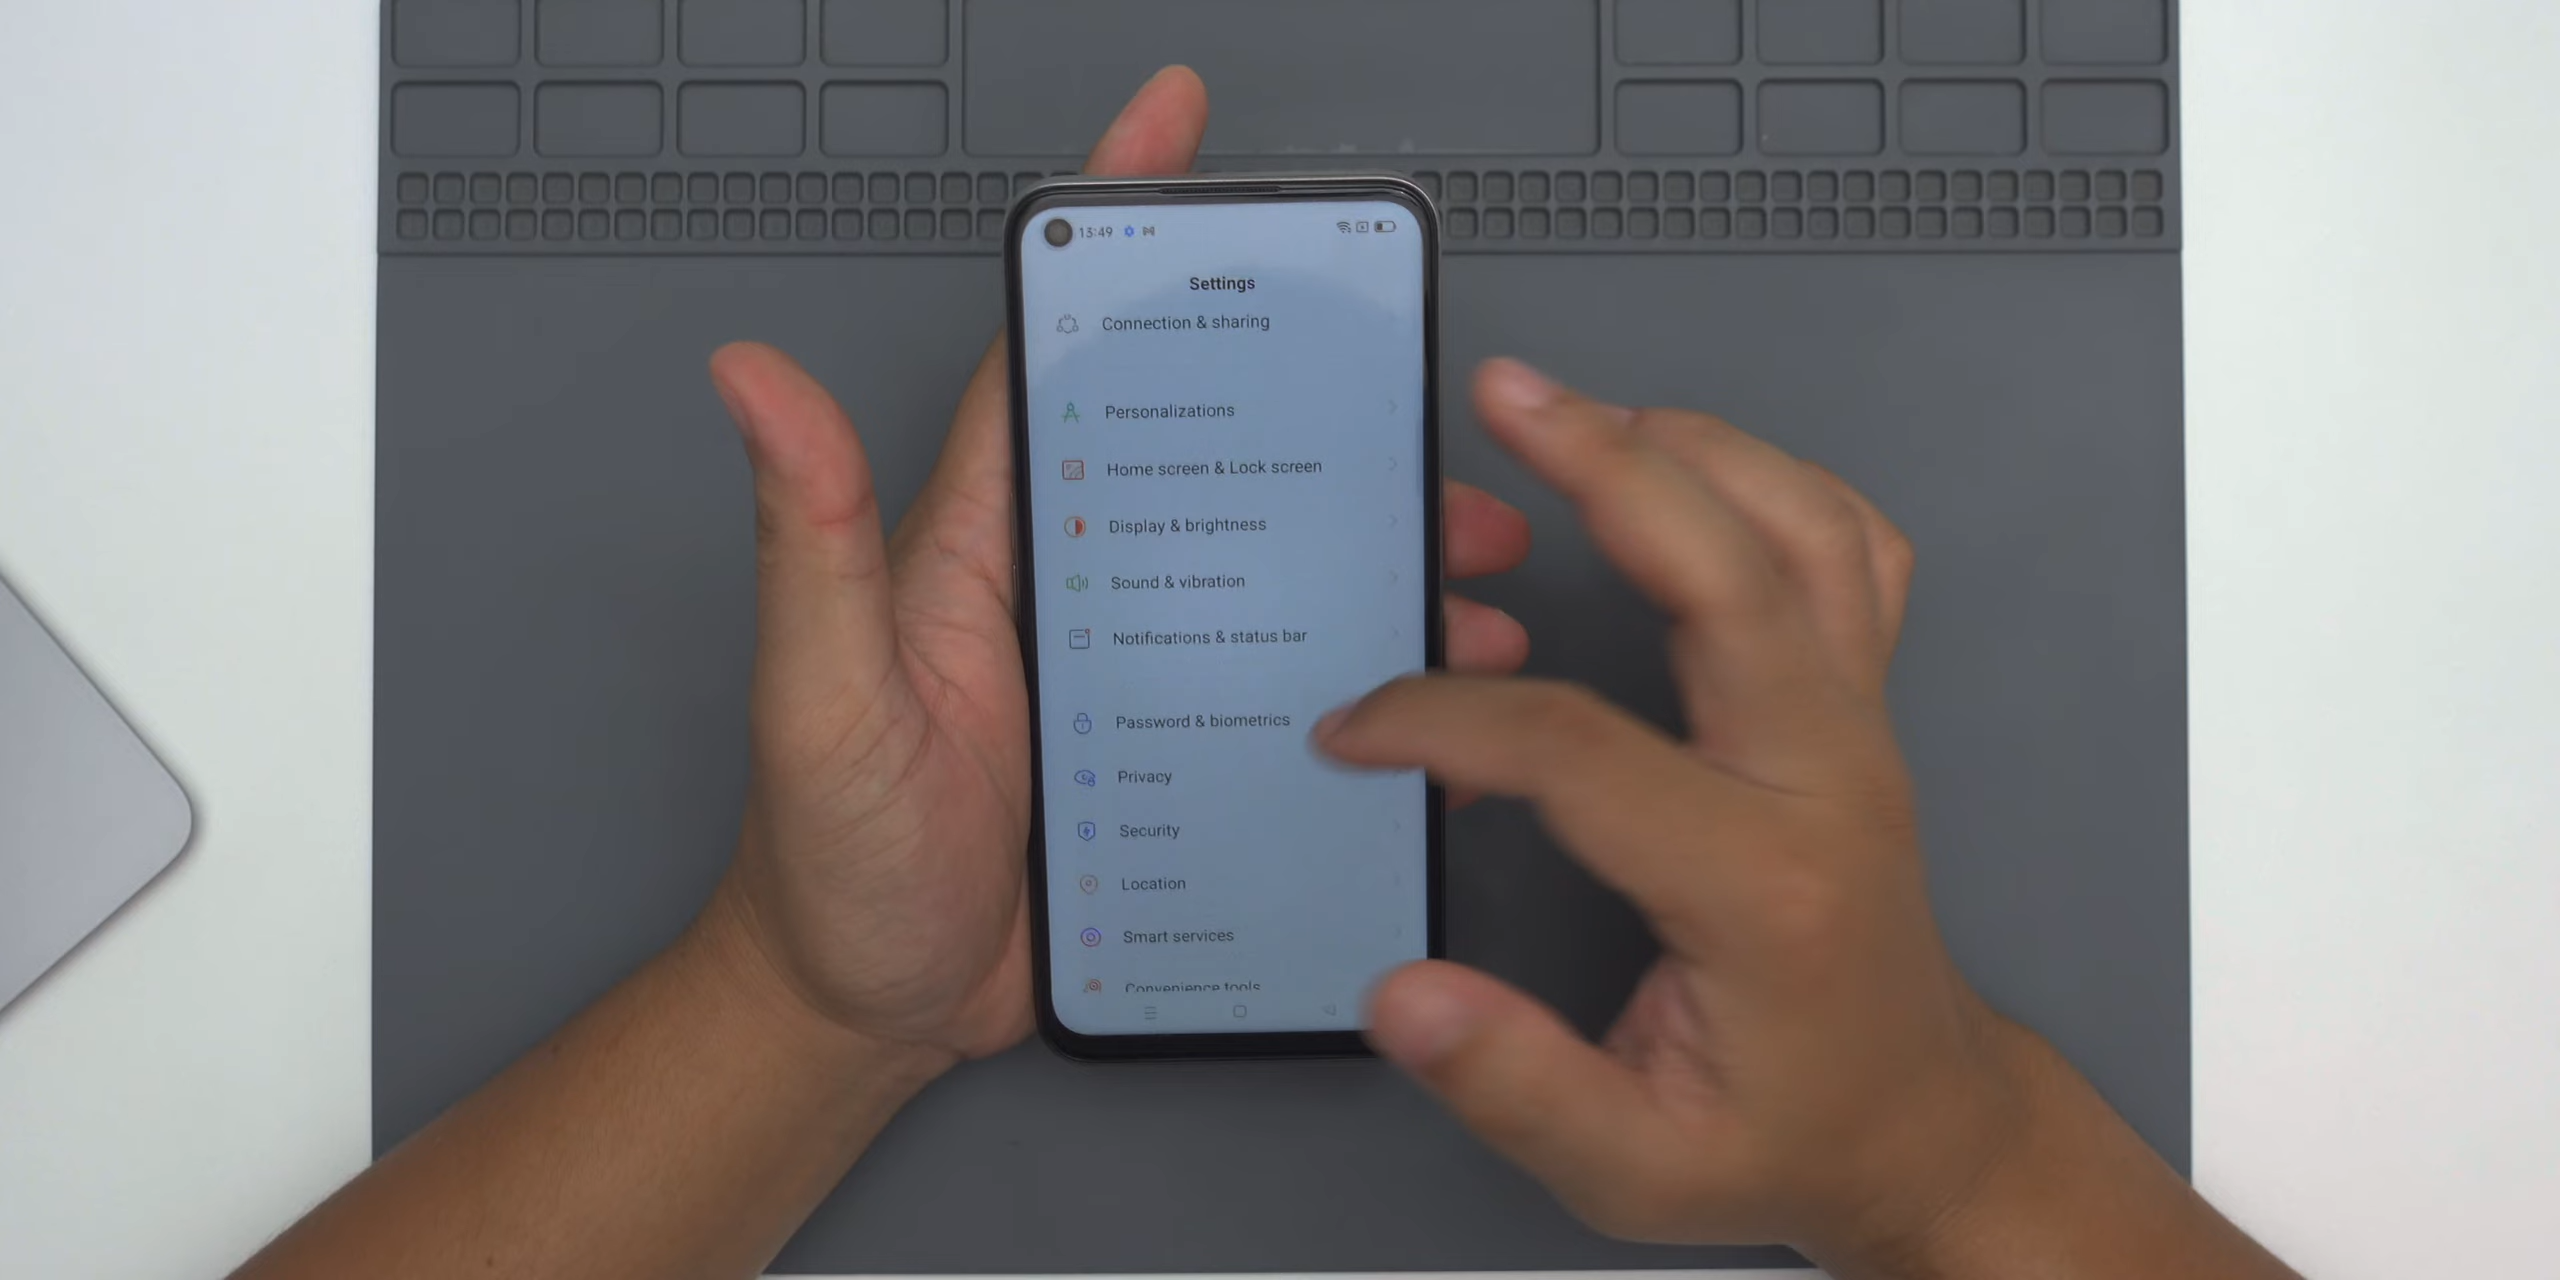 13:49
Settings
Connection & sharing
Personalizations
Home screen & Lock screen
Display & brightness
Sound & vibration
Notifications & status bar
Password & biometrics
Privacy
Security
Location
Smart services
Convenience tools